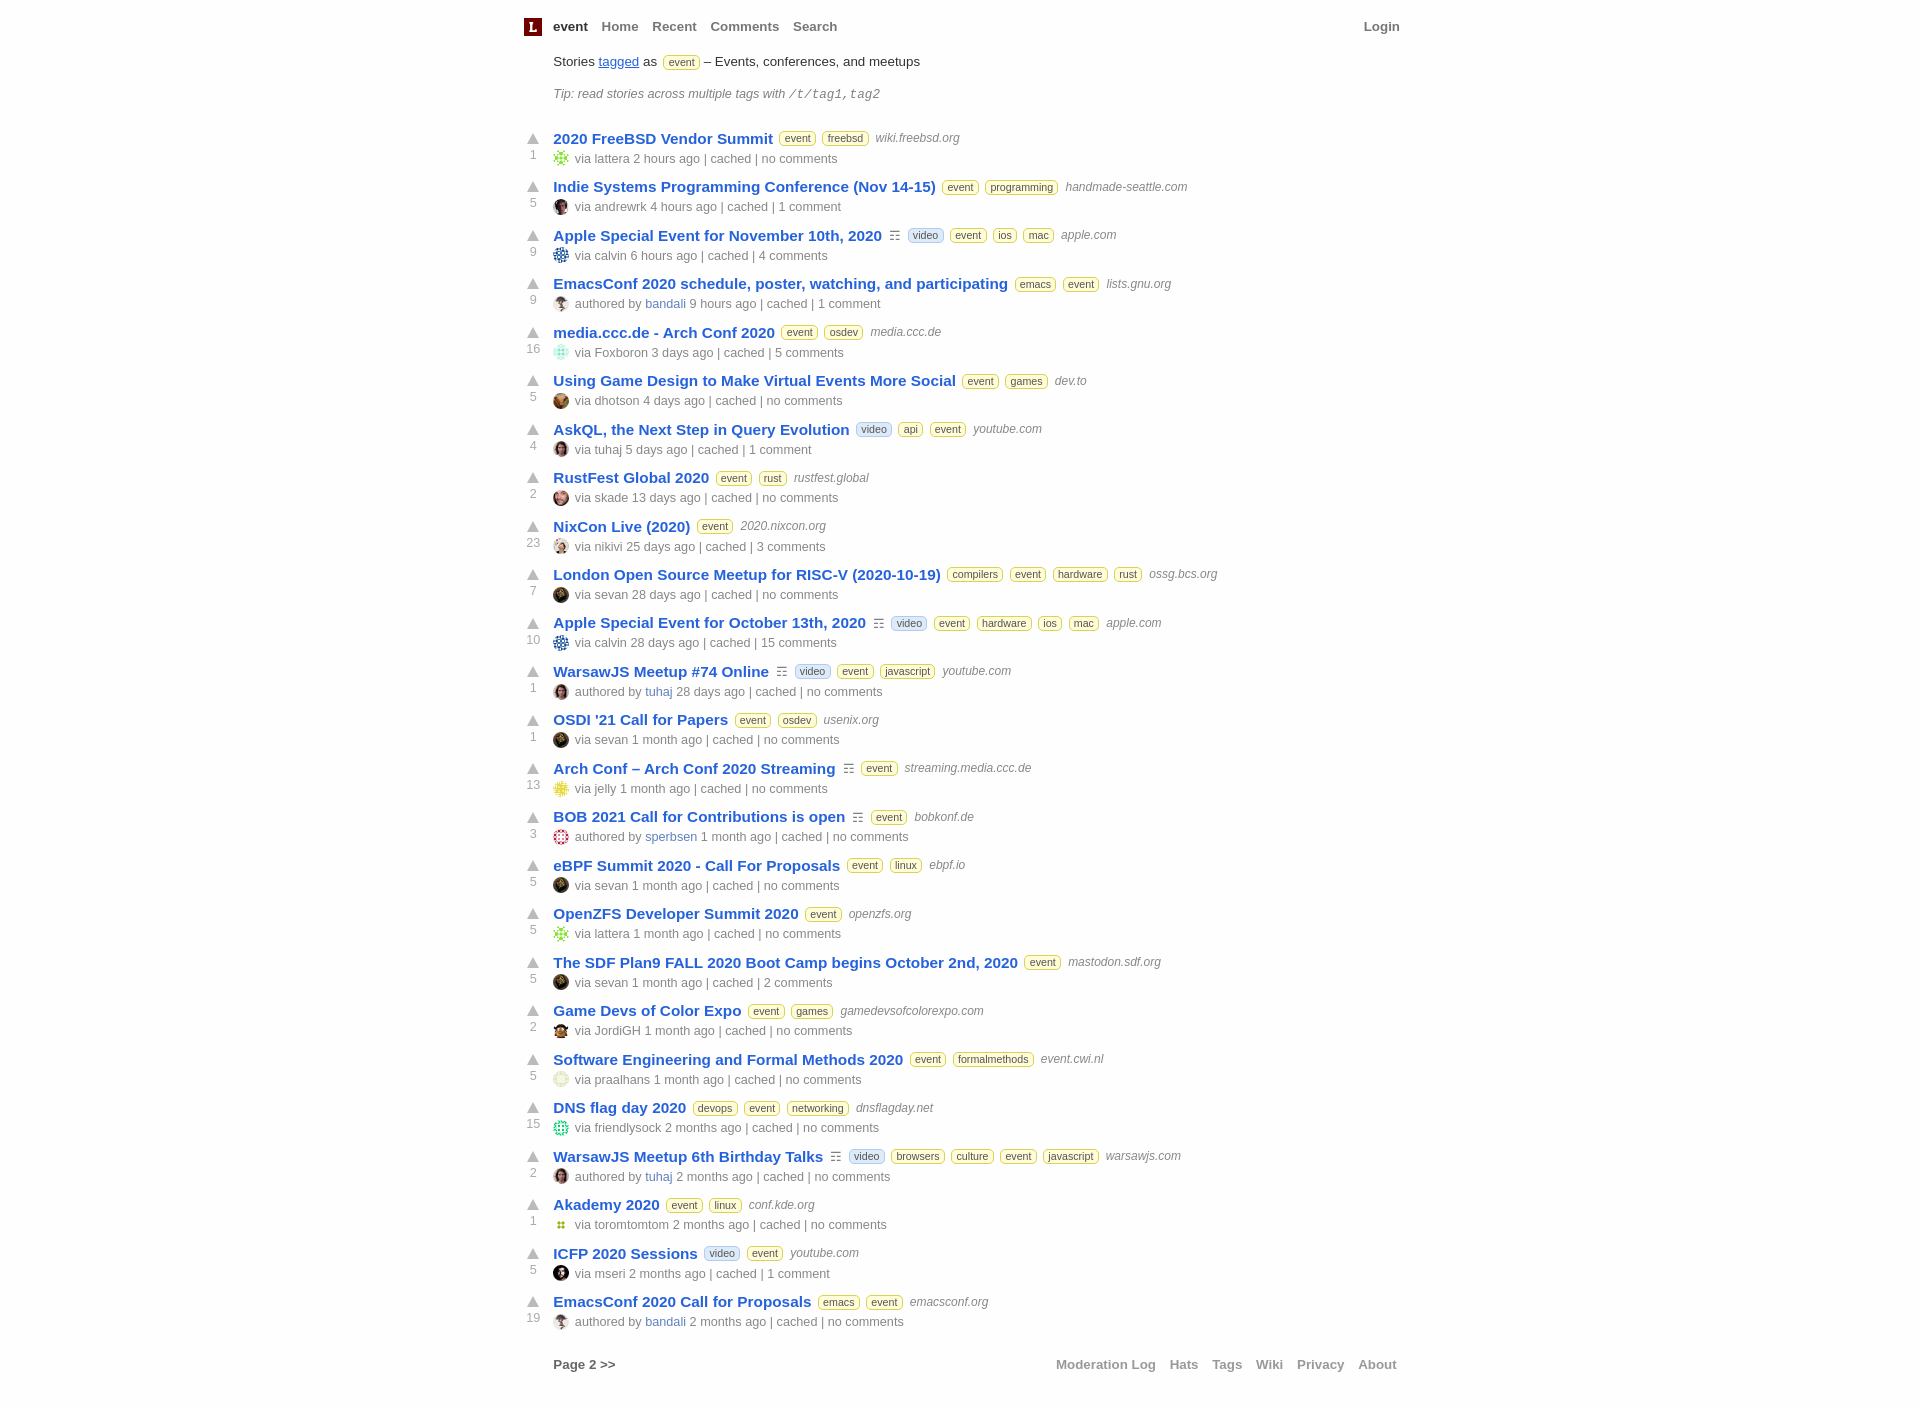 L event Home Recent Comments Search Login
Stories tagged as event – Events, conferences, and meetups
Tip: read stories across multiple tags with /t/tag1,tag2
2020 FreeBSD Vendor Summit event freebsd wiki.freebsd.org
1 via lattera 2 hours ago | cached | no comments
Indie Systems Programming Conference (Nov 14-15) event programming handmade-seattle.com
5 via andrewrk 4 hours ago | cached | 1 comment
Apple Special Event for November 10th, 2020 ☶ video event ios mac apple.com
9 via calvin 6 hours ago | cached | 4 comments
EmacsConf 2020 schedule, poster, watching, and participating emacs event lists.gnu.org
9 authored by bandali 9 hours ago | cached | 1 comment
media.ccc.de - Arch Conf 2020 event osdev media.ccc.de
16 via Foxboron 3 days ago | cached | 5 comments
Using Game Design to Make Virtual Events More Social event games dev.to
5 via dhotson 4 days ago | cached | no comments
AskQL, the Next Step in Query Evolution video api event youtube.com
4 via tuhaj 5 days ago | cached | 1 comment
RustFest Global 2020 event rust rustfest.global
2 via skade 13 days ago | cached | no comments
NixCon Live (2020) event 2020.nixcon.org
23 via nikivi 25 days ago | cached | 3 comments
London Open Source Meetup for RISC-V (2020-10-19) compilers event hardware rust ossg.bcs.org
7 via sevan 28 days ago | cached | no comments
Apple Special Event for October 13th, 2020 ☶ video event hardware ios mac apple.com
10 via calvin 28 days ago | cached | 15 comments
WarsawJS Meetup #74 Online ☶ video event javascript youtube.com
1 authored by tuhaj 28 days ago | cached | no comments
OSDI '21 Call for Papers event osdev usenix.org
1 via sevan 1 month ago | cached | no comments
Arch Conf – Arch Conf 2020 Streaming ☶ event streaming.media.ccc.de
13 via jelly 1 month ago | cached | no comments
BOB 2021 Call for Contributions is open ☶ event bobkonf.de
3 authored by sperbsen 1 month ago | cached | no comments
eBPF Summit 2020 - Call For Proposals event linux ebpf.io
5 via sevan 1 month ago | cached | no comments
OpenZFS Developer Summit 2020 event openzfs.org
5 via lattera 1 month ago | cached | no comments
The SDF Plan9 FALL 2020 Boot Camp begins October 2nd, 2020 event mastodon.sdf.org
5 via sevan 1 month ago | cached | 2 comments
Game Devs of Color Expo event games gamedevsofcolorexpo.com
2 via JordiGH 1 month ago | cached | no comments
Software Engineering and Formal Methods 2020 event formalmethods event.cwi.nl
5 via praalhans 1 month ago | cached | no comments
DNS flag day 2020 devops event networking dnsflagday.net
15 via friendlysock 2 months ago | cached | no comments
WarsawJS Meetup 6th Birthday Talks ☶ video browsers culture event javascript warsawjs.com
2 authored by tuhaj 2 months ago | cached | no comments
Akademy 2020 event linux conf.kde.org
1 via toromtomtom 2 months ago | cached | no comments
ICFP 2020 Sessions video event youtube.com
5 via mseri 2 months ago | cached | 1 comment
EmacsConf 2020 Call for Proposals emacs event emacsconf.org
19 authored by bandali 2 months ago | cached | no comments
Page 2 >> Moderation Log Hats Tags Wiki Privacy About